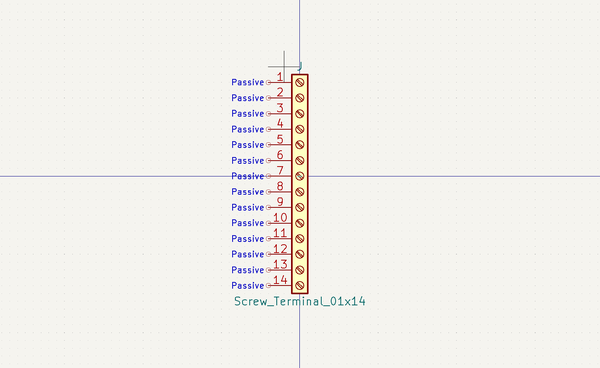 J
Passive 1
Passive 2
Passive 3
Passive 4
Passive 5
Passive 6
Passive 7
Passive 8
Passive 9
Passive 10
Passive 11
Passive 12
Passive 13
Passive 14
Screw_Terminal_01x14